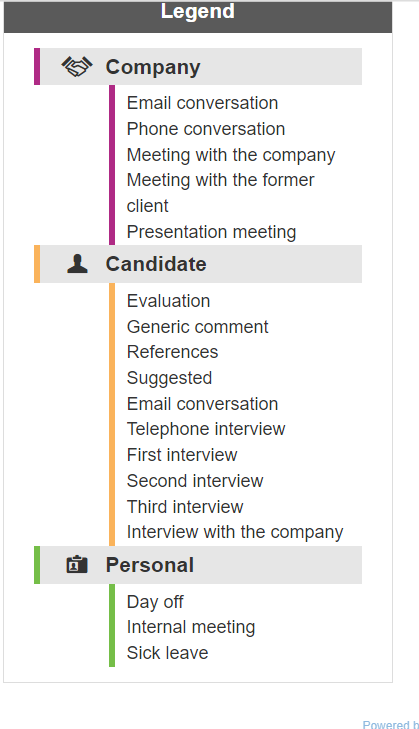 Legend
Company
Email conversation
Phone conversation
Meeting with the company
Meeting with the former
client
Presentation meeting
Candidate
Evaluation
Generic comment
References
Suggested
Email conversation
Telephone interview
First interview
Second interview
Third interview
Interview with the company
Personal
Day off
Internal meeting
Sick leave
Powered b